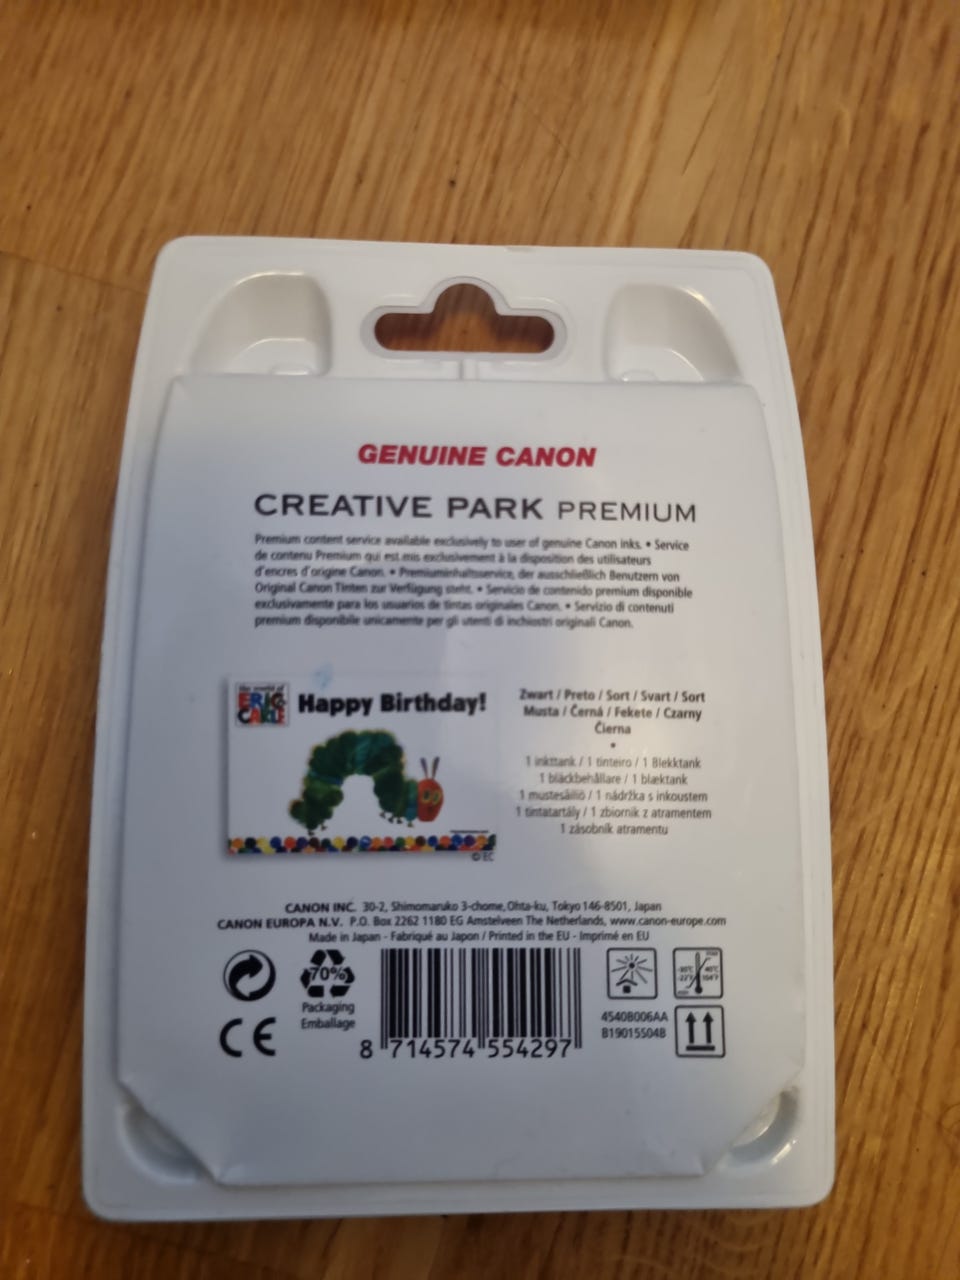 GENUINE CANON
CREATIVE PARK PREMIUM
Premium content service available exclusively to user of genuine Canon inks. • Service
de contenu Premium qui est mis exclusivement à la disposition des utilisateurs
d'encres d'origine Canon. • Premiuminhaltsservice, der ausschließlich Benutzern von
Original Canon Tinten zur Verfügung steht. • Servicio de contenido premium disponible
exclusivamente para los usuarios de tintas originales Canon. • Servizio di contenuti
premium disponibile unicamente per gli utenti di inchiostri originali Canon.
the world of
ERIC
CARLE
Happy Birthday!
© EC
Zwart / Preto / Sort / Svart / Sort
Musta / Černá / Fekete / Czarny
Čierna
•
1 inkttank / 1 tinteiro / 1 Blekktank
1 bläckbehållare / 1 blæktank
1 mustesäiliö / 1 nádržka s inkoustem
1 tintatartály / 1 zbiornik z atramentem
1 zásobník atramentu
CANON INC. 30-2, Shimomaruko 3-chome, Ohta-ku, Tokyo 146-8501, Japan
CANON EUROPA N.V. P.O. Box 2262 1180 EG Amstelveen The Netherlands, www.canon-europe.com
Made in Japan - Fabriqué au Japon / Printed in the EU - Imprimé en EU
70%
Packaging
Emballage
CE
8 714574 554297
40°C
104°F
4540B006AA
B19015504B